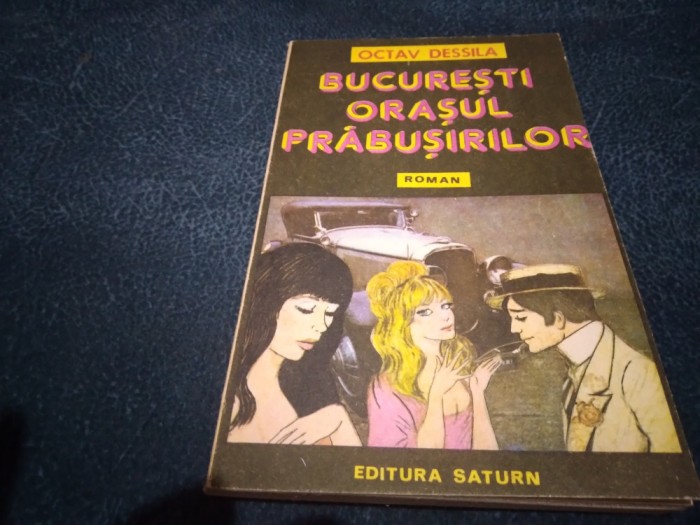 OCTAV DESSILA
BUCUREȘTI
ORAȘUL
PRĂBUȘIRILOR
ROMAN
EDITURA SATURN